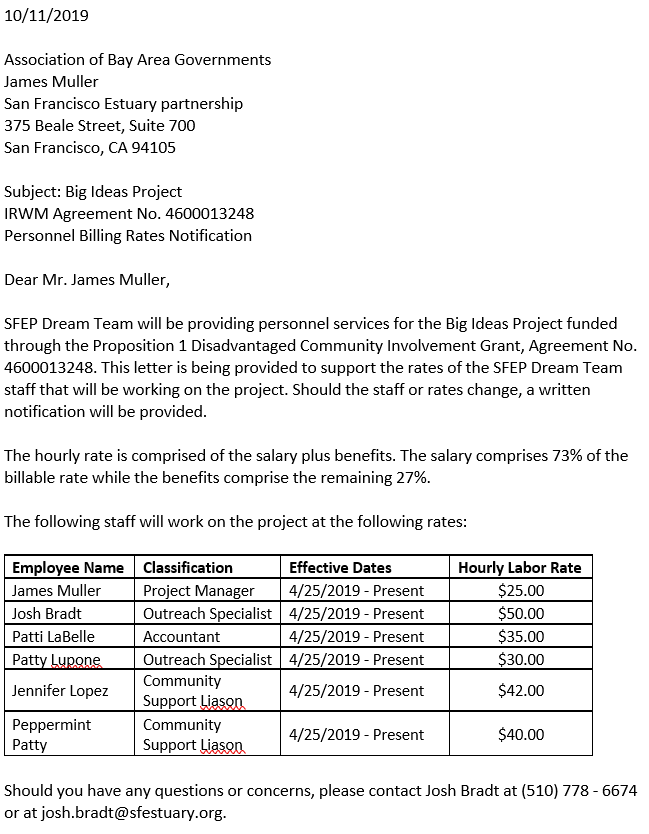 10/11/2019
Association of Bay Area Governments
James Muller
San Francisco Estuary partnership
375 Beale Street, Suite 700
San Francisco, CA 94105
Subject: Big Ideas Project
IRWM Agreement No. 4600013248
Personnel Billing Rates Notification
Dear Mr. James Muller,
SFEP Dream Team will be providing personnel services for the Big Ideas Project funded
through the Proposition 1 Disadvantaged Community Involvement Grant, Agreement No.
4600013248. This letter is being provided to support the rates of the SFEP Dream Team
staff that will be working on the project. Should the staff or rates change, a written
notification will be provided.
The hourly rate is comprised of the salary plus benefits. The salary comprises 73% of the
billable rate while the benefits comprise the remaining 27%.
The following staff will work on the project at the following rates:
Employee Name Classification Effective Dates Hourly Labor Rate
James Muller Project Manager 4/25/2019 - Present $25.00
Josh Bradt Outreach Specialist 4/25/2019 - Present $50.00
Patti LaBelle Accountant 4/25/2019 - Present $35.00
Patty Lupone Outreach Specialist 4/25/2019 - Present $30.00
Jennifer Lopez Community
Support Liason 4/25/2019 - Present $42.00
Peppermint Community
Patty Support Liason 4/25/2019 - Present $40.00
Should you have any questions or concerns, please contact Josh Bradt at (510) 778 - 6674
or at josh.bradt@sfestuary.org.